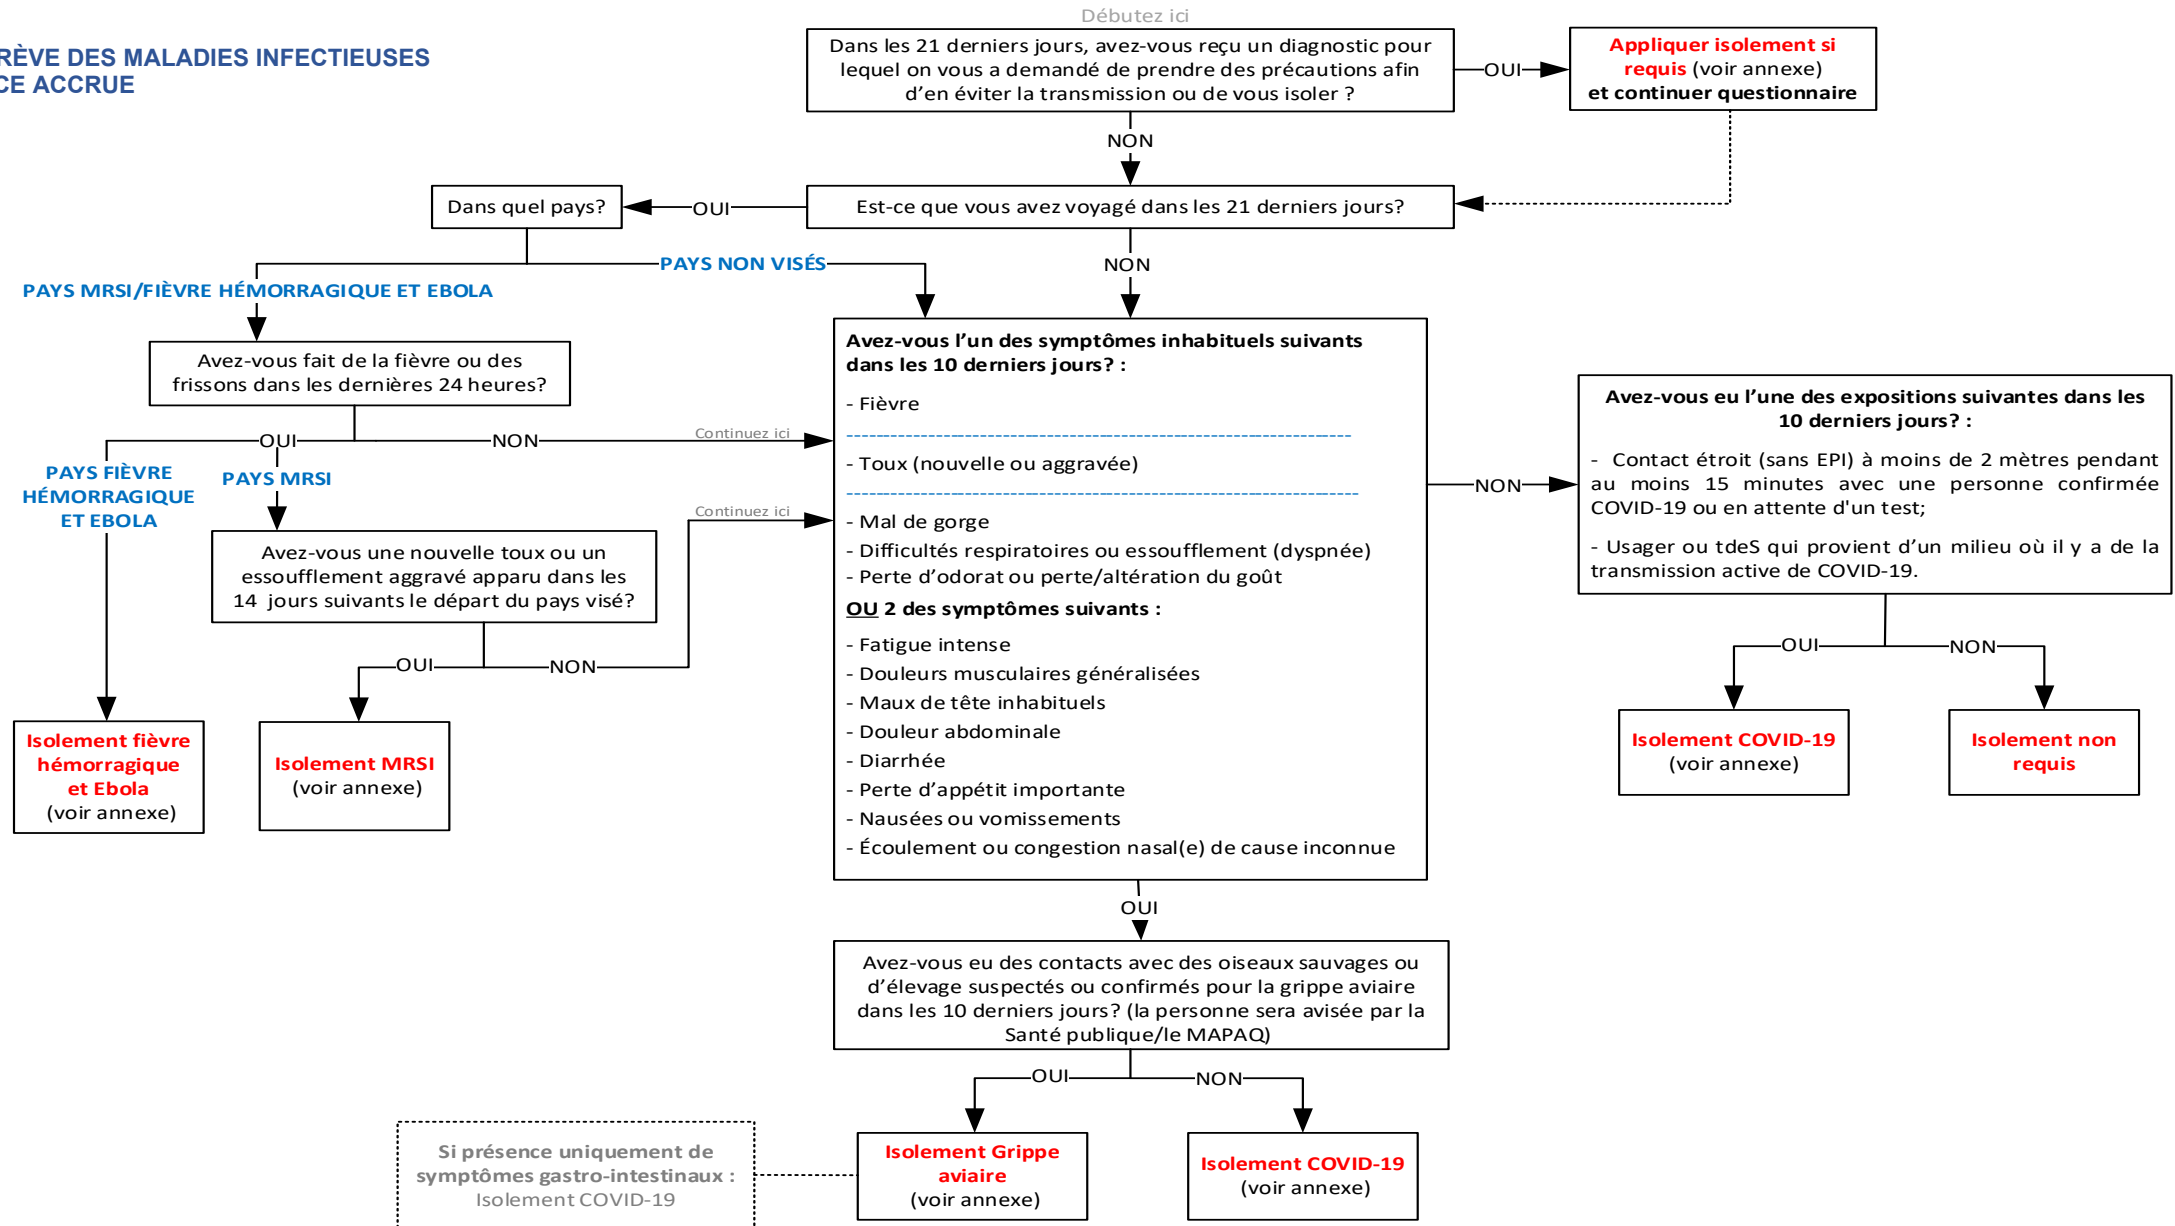 Débutez ici
RÈVE DES MALADIES INFECTIEUSES
CE ACCRUE
Dans les 21 derniers jours, avez-vous reçu un diagnostic pour
lequel on vous a demandé de prendre des précautions afin
d’en éviter la transmission ou de vous isoler ?
OUI
Appliquer isolement si
requis (voir annexe)
et continuer questionnaire
NON
Dans quel pays?
OUI
Est-ce que vous avez voyagé dans les 21 derniers jours?
PAYS NON VISÉS
NON
PAYS MRSI/FIÈVRE HÉMORRAGIQUE ET EBOLA
Avez-vous fait de la fièvre ou des
frissons dans les dernières 24 heures?
OUI
NON
Continuez ici
PAYS FIÈVRE
HÉMORRAGIQUE
ET EBOLA
PAYS MRSI
Continuez ici
Avez-vous une nouvelle toux ou un
essoufflement aggravé apparu dans les
14 jours suivants le départ du pays visé?
OUI
NON
Isolement fièvre
hémorragique
et Ebola
(voir annexe)
Isolement MRSI
(voir annexe)
Avez-vous l’un des symptômes inhabituels suivants
dans les 10 derniers jours? :
- Fièvre
- Toux (nouvelle ou aggravée)
- Mal de gorge
- Difficultés respiratoires ou essoufflement (dyspnée)
- Perte d’odorat ou perte/altération du goût
OU 2 des symptômes suivants :
- Fatigue intense
- Douleurs musculaires généralisées
- Maux de tête inhabituels
- Douleur abdominale
- Diarrhée
- Perte d’appétit importante
- Nausées ou vomissements
- Écoulement ou congestion nasal(e) de cause inconnue
NON
Avez-vous eu l’une des expositions suivantes dans les
10 derniers jours? :
- Contact étroit (sans EPI) à moins de 2 mètres pendant
au moins 15 minutes avec une personne confirmée
COVID-19 ou en attente d'un test;
- Usager ou tdeS qui provient d’un milieu où il y a de la
transmission active de COVID-19.
OUI
NON
Isolement COVID-19
(voir annexe)
Isolement non
requis
OUI
Avez-vous eu des contacts avec des oiseaux sauvages ou
d’élevage suspectés ou confirmés pour la grippe aviaire
dans les 10 derniers jours? (la personne sera avisée par la
Santé publique/le MAPAQ)
OUI
NON
Si présence uniquement de
symptômes gastro-intestinaux :
Isolement COVID-19
Isolement Grippe
aviaire
(voir annexe)
Isolement COVID-19
(voir annexe)